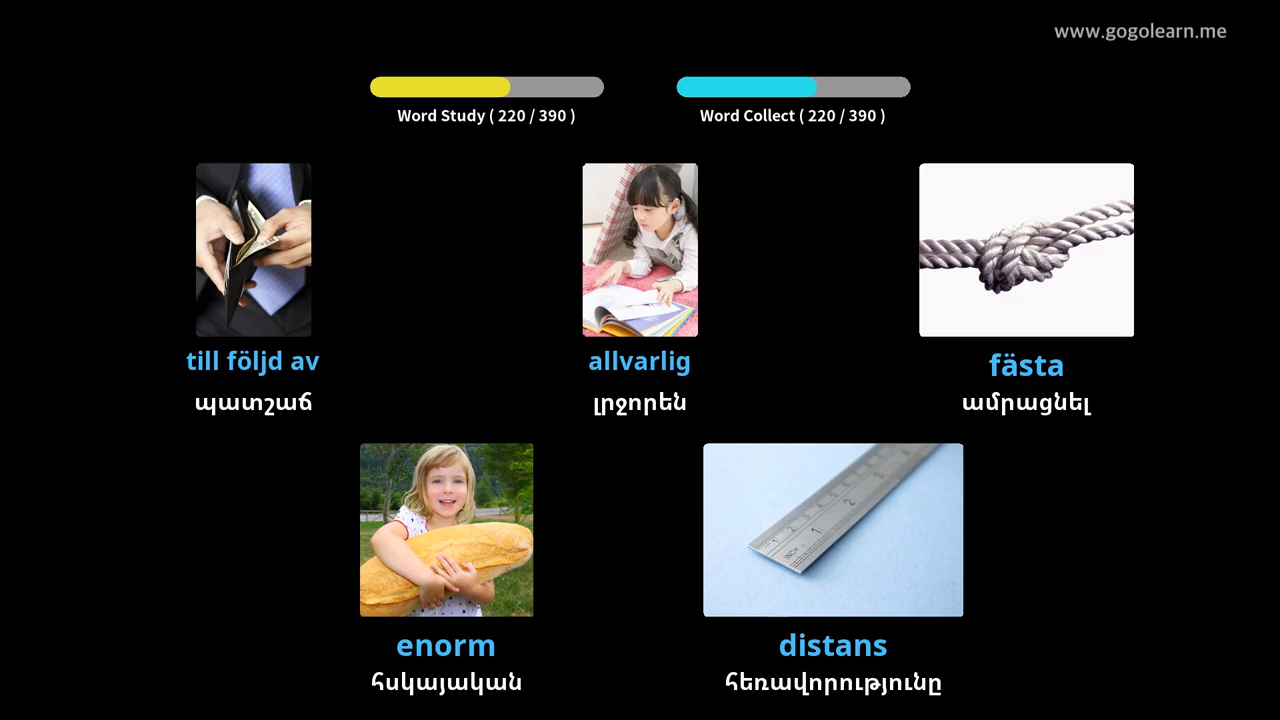 www.gogolearn.me
Word Study ( 220 / 390 )
Word Collect ( 220 / 390 )
till följd av
պատշաճ
allvarlig
լրջորեն
fästa
ամրացնել
enorm
հսկայական
distans
հեռավորությունը